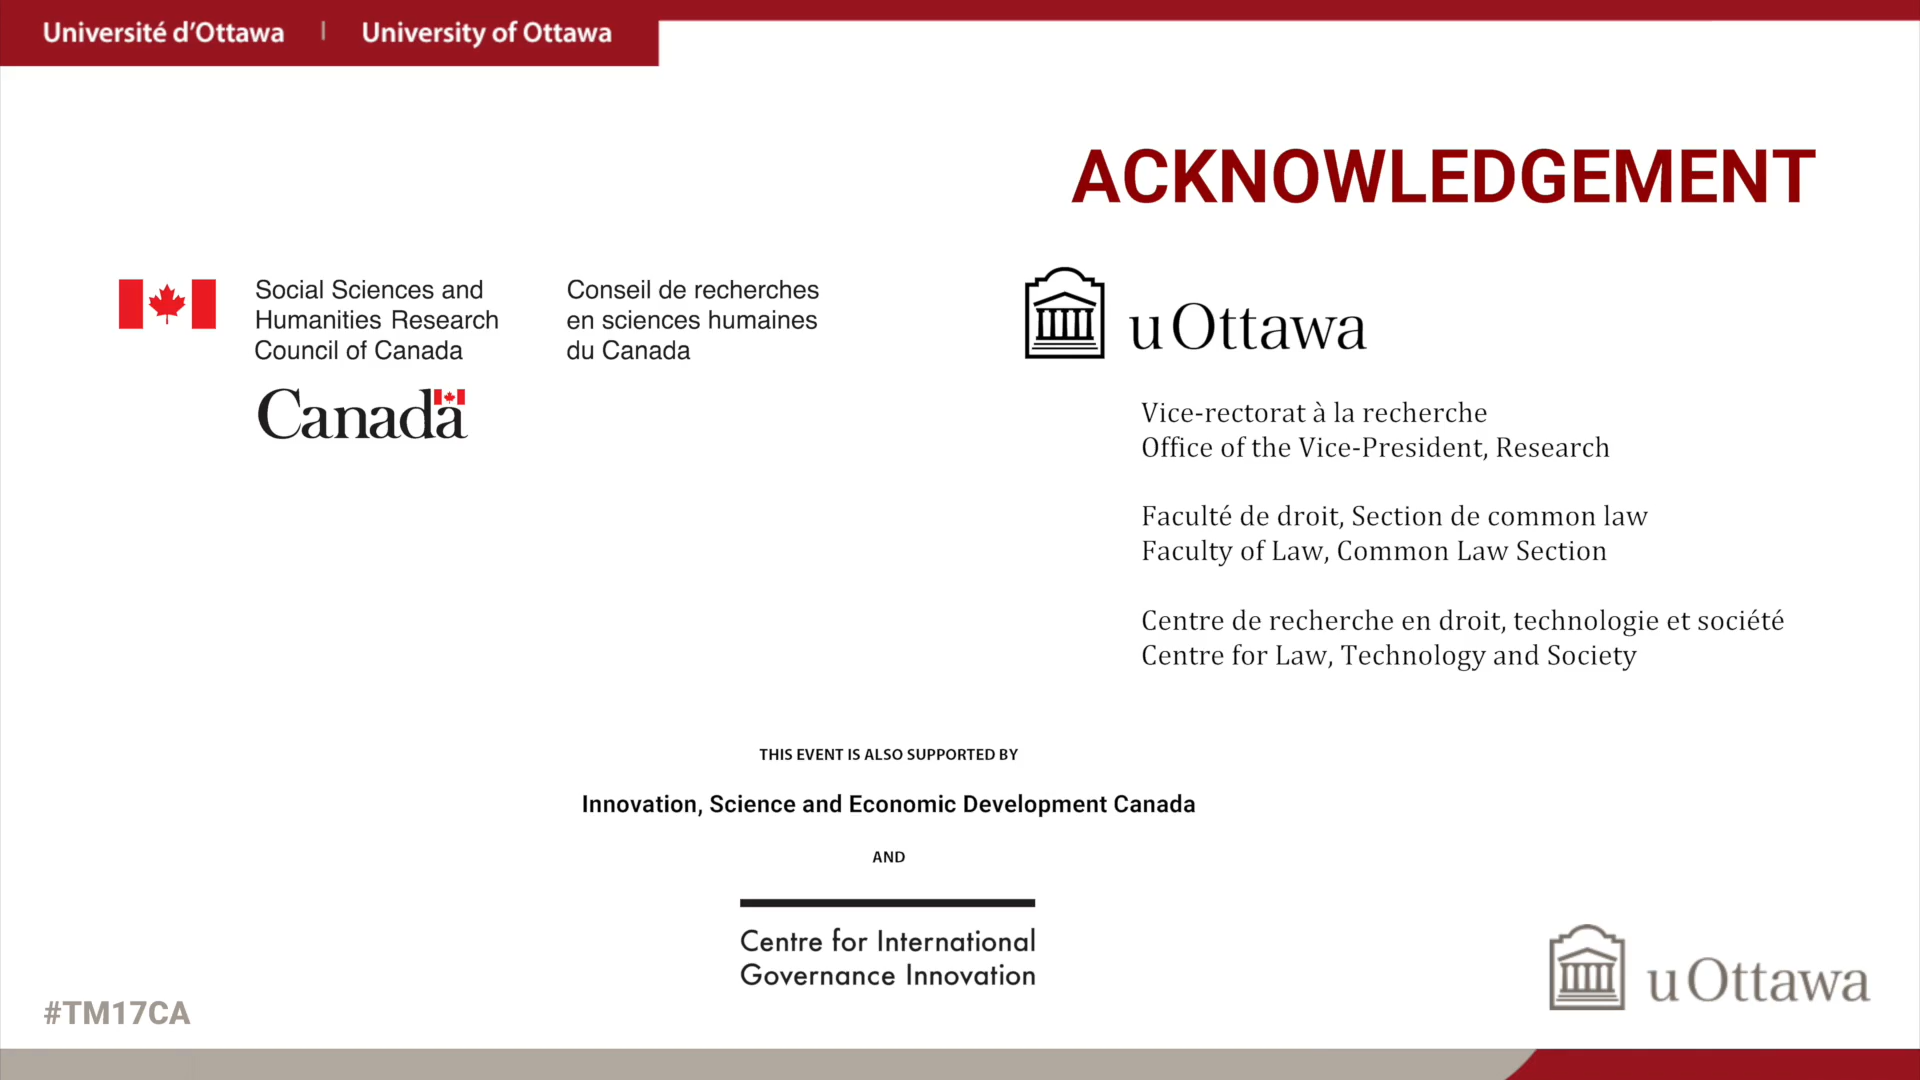 Université d'Ottawa | University of Ottawa
ACKNOWLEDGEMENT
Social Sciences and
Humanities Research
Council of Canada
Conseil de recherches
en sciences humaines
du Canada
Canada
uOttawa
Vice-rectorat à la recherche
Office of the Vice-President, Research
Faculté de droit, Section de common law
Faculty of Law, Common Law Section
Centre de recherche en droit, technologie et société
Centre for Law, Technology and Society
THIS EVENT IS ALSO SUPPORTED BY
Innovation, Science and Economic Development Canada
AND
Centre for International
Governance Innovation
#TM17CA
uOttawa